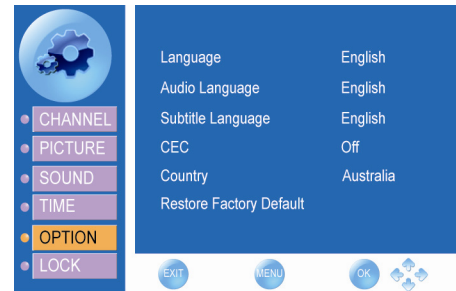 CHANNEL
PICTURE
SOUND
TIME
OPTION
LOCK
Language English
Audio Language English
Subtitle Language English
CEC Off
Country Australia
Restore Factory Default
EXIT MENU OK